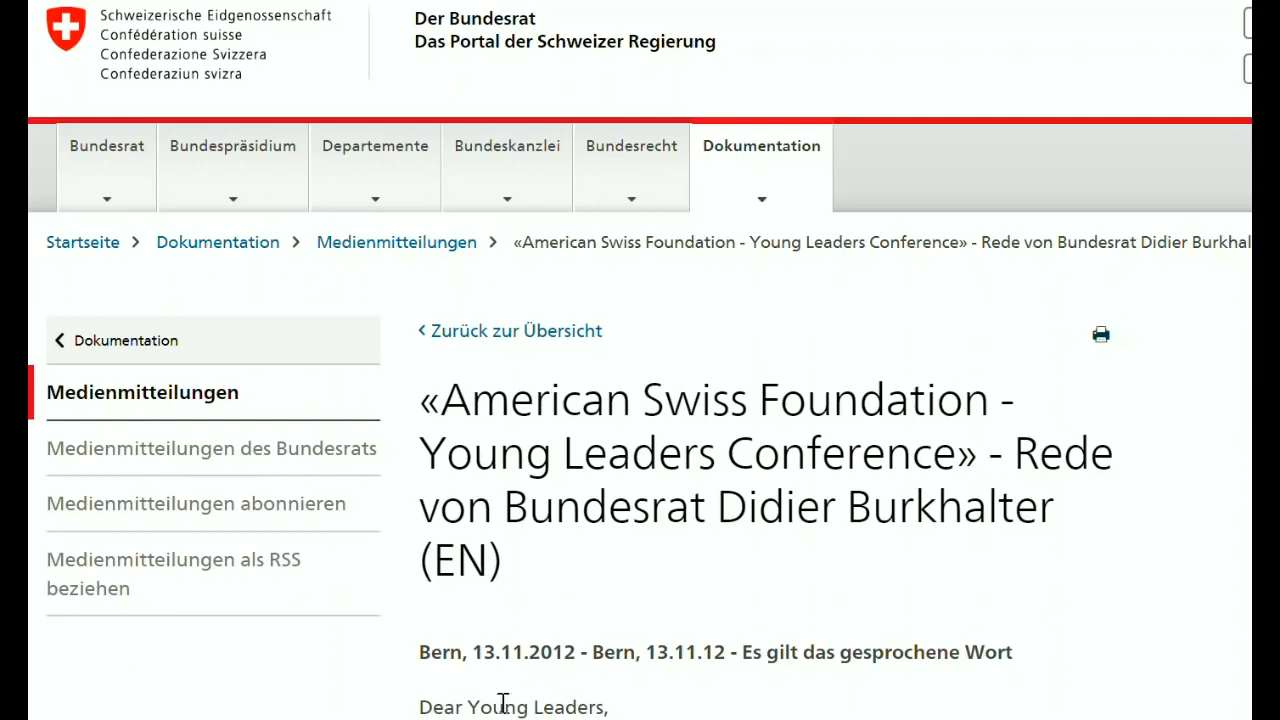 Schweizerische Eidgenossenschaft
Confédération suisse
Confederazione Svizzera
Confederaziun svizra
Der Bundesrat
Das Portal der Schweizer Regierung
Bundesrat
Bundespräsidium
Departemente
Bundeskanzlei
Bundesrecht
Dokumentation
Startseite > Dokumentation > Medienmitteilungen > «American Swiss Foundation - Young Leaders Conference» - Rede von Bundesrat Didier Burkhal
Dokumentation
Medienmitteilungen
Medienmitteilungen des Bundesrats
Medienmitteilungen abonnieren
Medienmitteilungen als RSS
beziehen
Zurück zur Übersicht
«American Swiss Foundation -
Young Leaders Conference» - Rede
von Bundesrat Didier Burkhalter
(EN)
Bern, 13.11.2012 - Bern, 13.11.12 - Es gilt das gesprochene Wort
Dear Young Leaders,